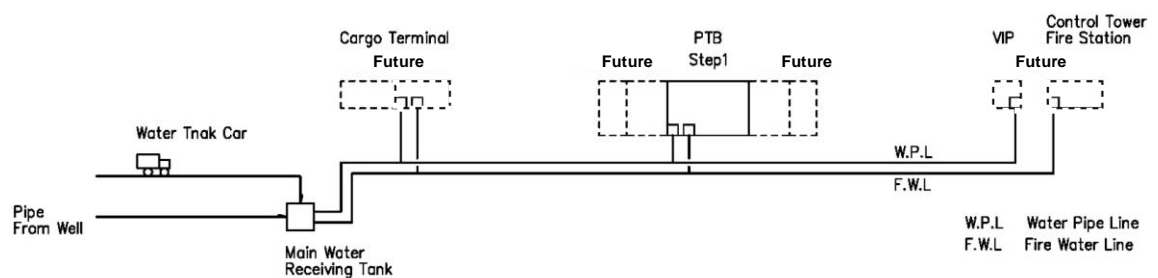 Cargo Terminal
Future
PTB
Step1
Future
Future
VIP
Control Tower
Fire Station
Future
Water Tnak Car
W.P.L
F.W.L
Pipe
From Well
Main Water
Receiving Tank
W.P.L Water Pipe Line
F.W.L Fire Water Line